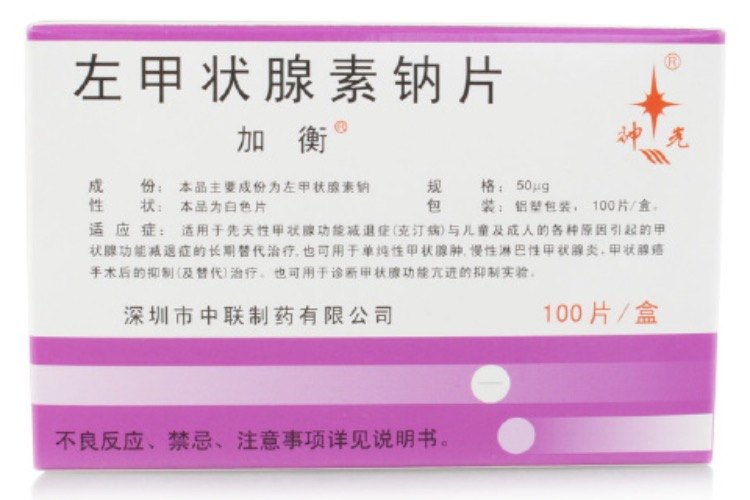 左甲状腺素钠片
®
加衡®
神光
成 份：本品主要成份为左甲状腺素钠 规 格：50μg
性 状：本品为白色片 包 装：铝塑包装，100片/盒。
适应症：适用于先天性甲状腺功能减退症(克汀病)与儿童及成人的各种原因引起的甲
状腺功能减退症的长期替代治疗,也可用于单纯性甲状腺肿,慢性淋巴性甲状腺炎，甲状腺癌
手术后的抑制(及替代)治疗。也可用于诊断甲状腺功能亢进的抑制实验。
深圳市中联制药有限公司 100片/盒
不良反应、禁忌、注意事项详见说明书。